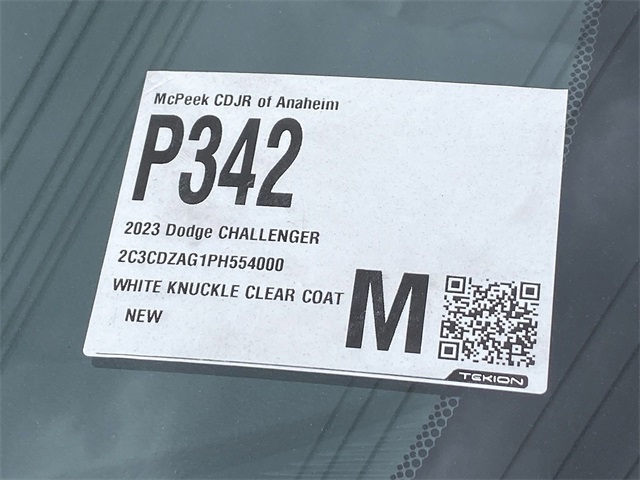 McPeek CDJR of Anaheim
P342
2023 Dodge CHALLENGER
2C3CDZAG1PH554000
WHITE KNUCKLE CLEAR COAT
NEW
M
TEKION